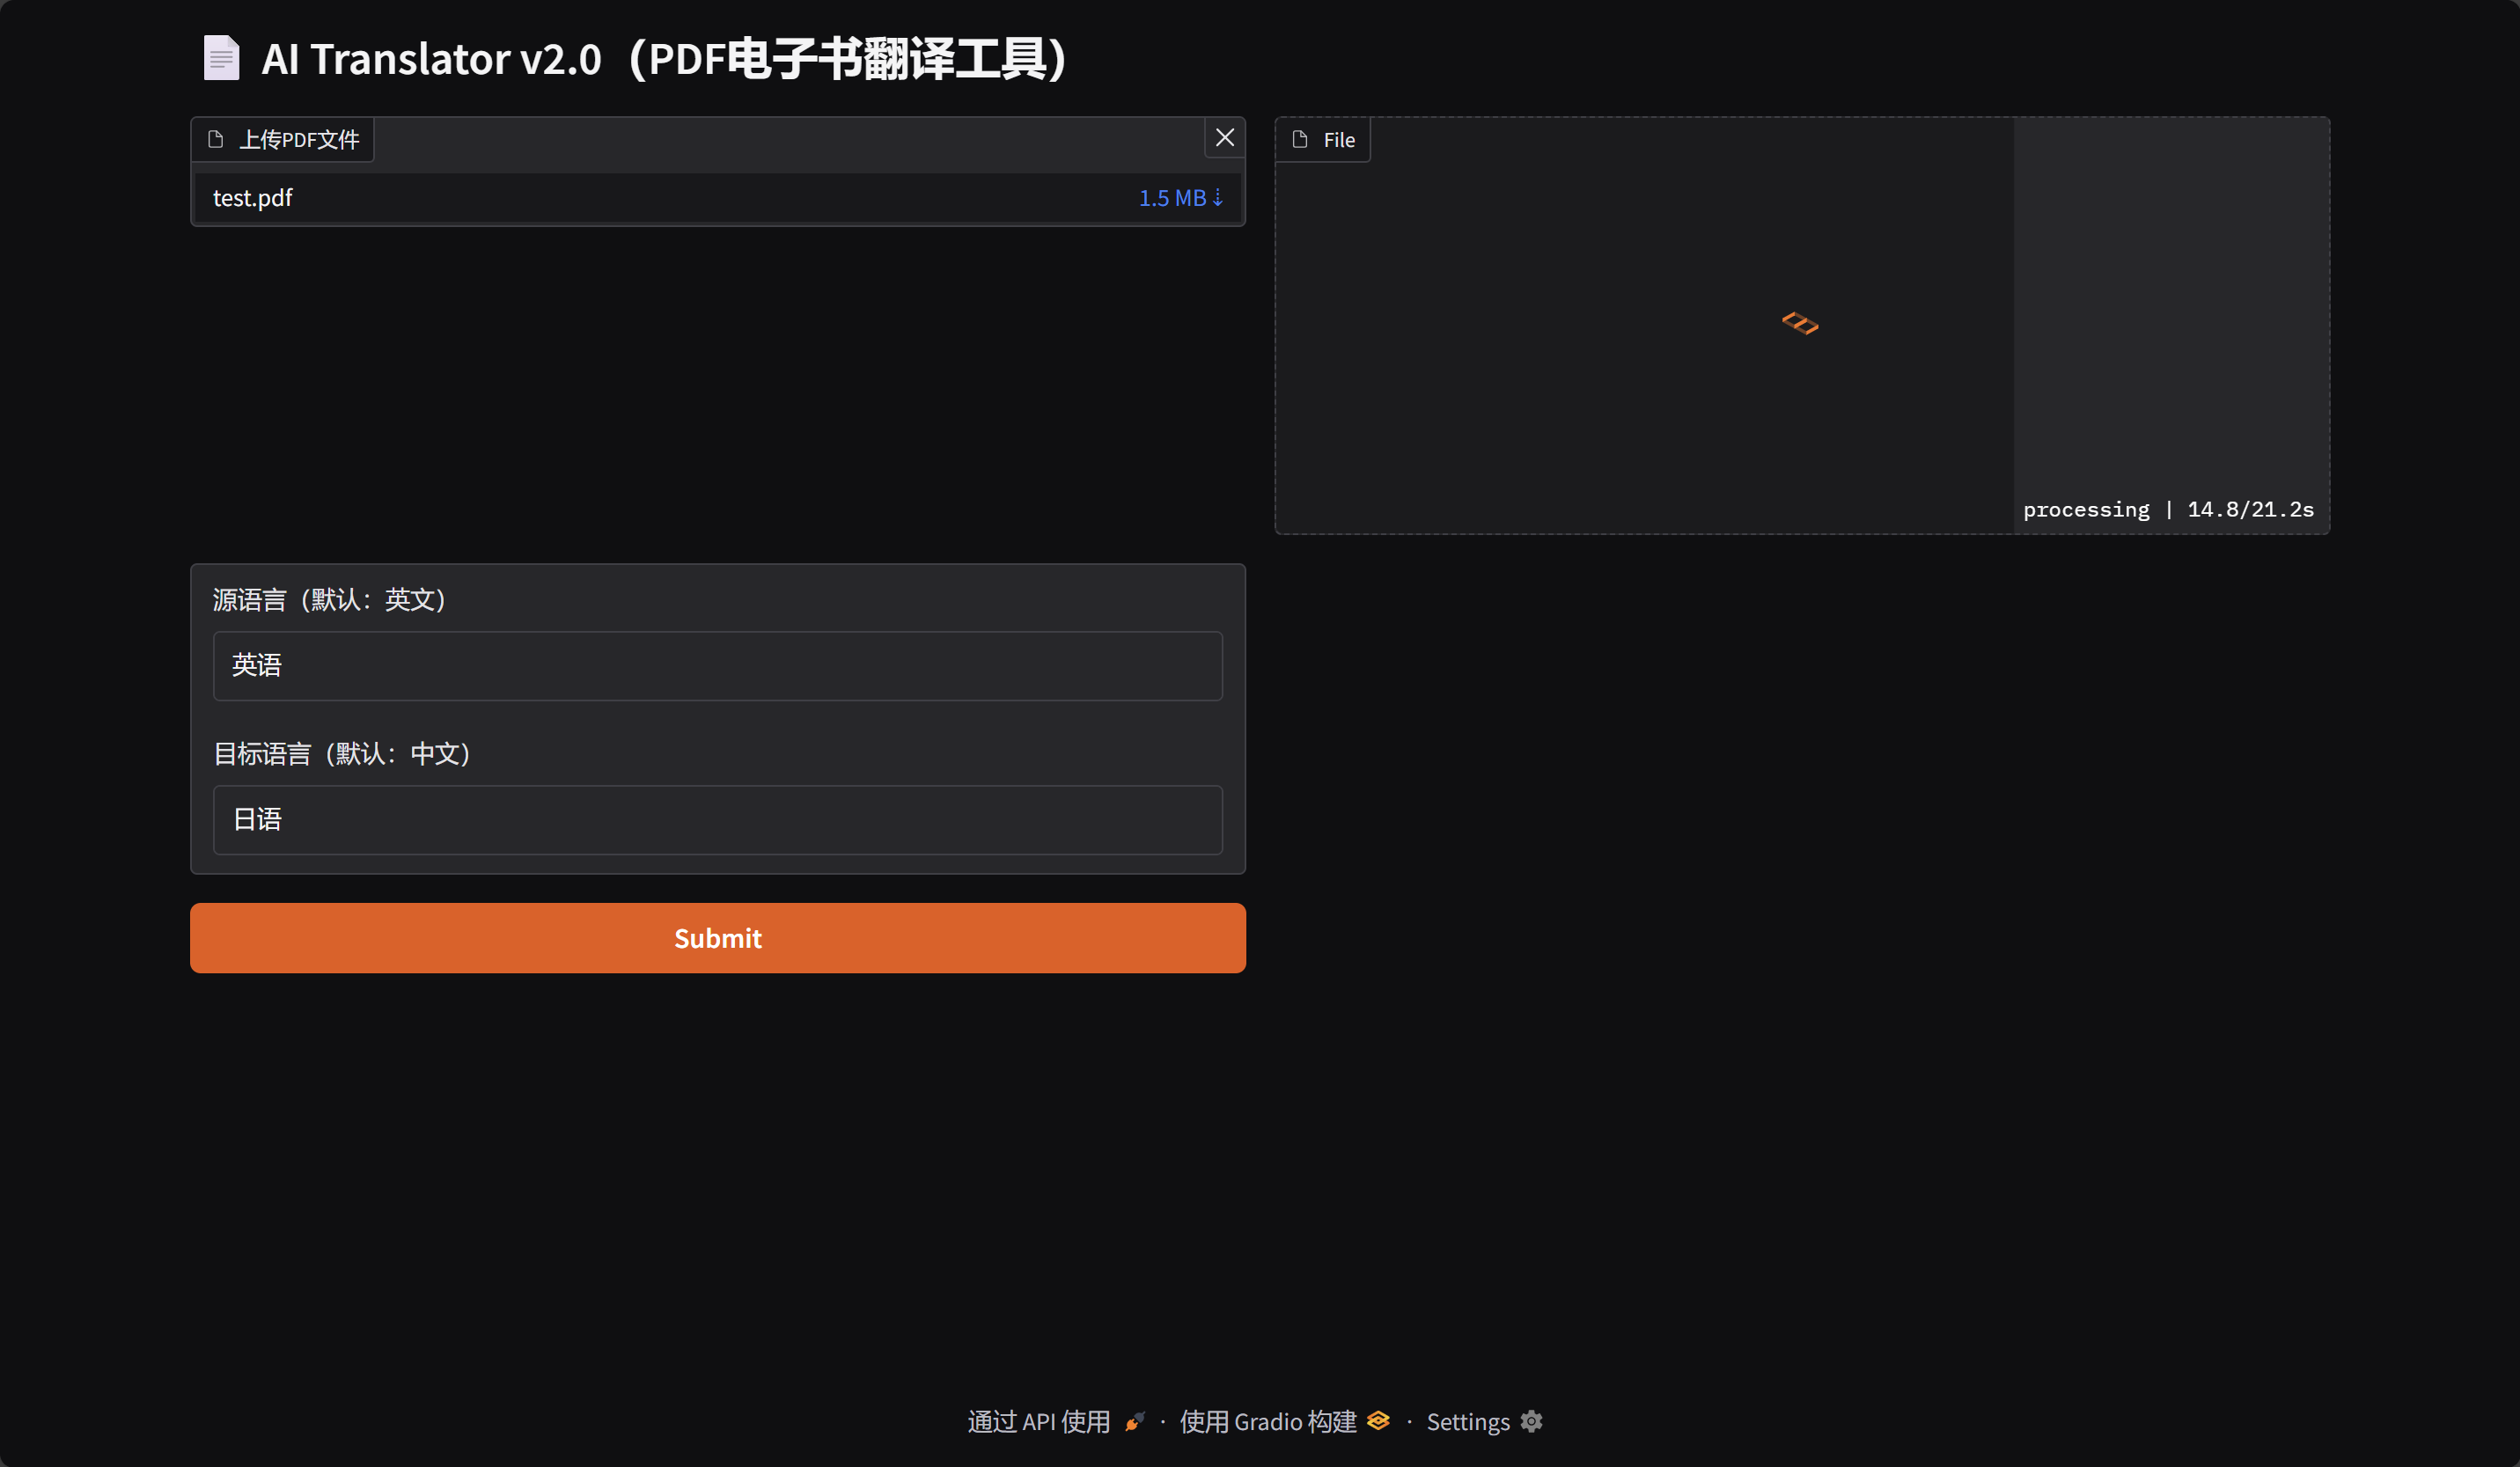 AI Translator v2.0（PDF电子书翻译工具）
上传PDF文件
test.pdf 1.5 MB⇣
File
processing | 14.8/21.2s
源语言（默认：英文）
英语
目标语言（默认：中文）
日语
Submit
通过 API 使用 · 使用 Gradio 构建 · Settings